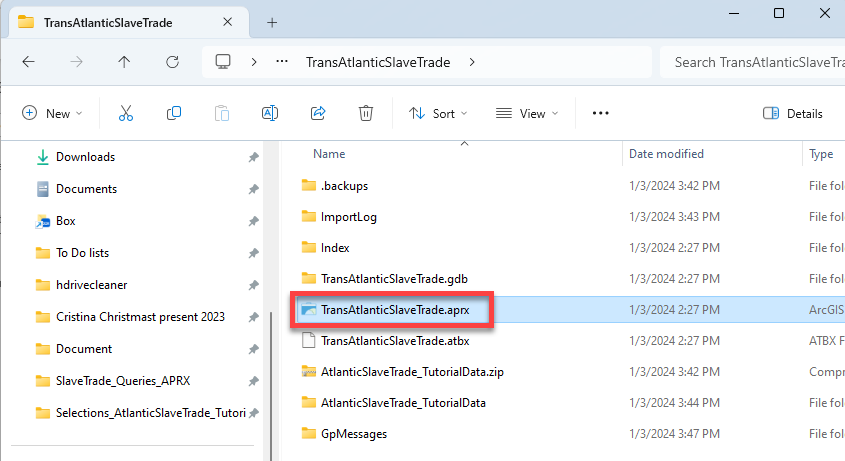 TransAtlanticSlaveTrade
TransAtlanticSlaveTrade
Search TransAtlanticSlaveTra
New
Sort
View
Details
Downloads
Documents
Box
To Do lists
hdrivecleaner
Cristina Christmast present 2023
Document
SlaveTrade_Queries_APRX
Selections_AtlanticSlaveTrade_Tutori
Name Date modified Type
.backups 1/3/2024 3:42 PM File fol
ImportLog 1/3/2024 3:43 PM File fol
Index 1/3/2024 2:27 PM File fol
TransAtlanticSlaveTrade.gdb 1/3/2024 2:27 PM File fol
TransAtlanticSlaveTrade.aprx 1/3/2024 2:27 PM ArcGIS
TransAtlanticSlaveTrade.atbx 1/3/2024 2:27 PM ATBX F
AtlanticSlaveTrade_TutorialData.zip 1/3/2024 3:42 PM Compr
AtlanticSlaveTrade_TutorialData 1/3/2024 3:44 PM File fol
GpMessages 1/3/2024 3:47 PM File fol